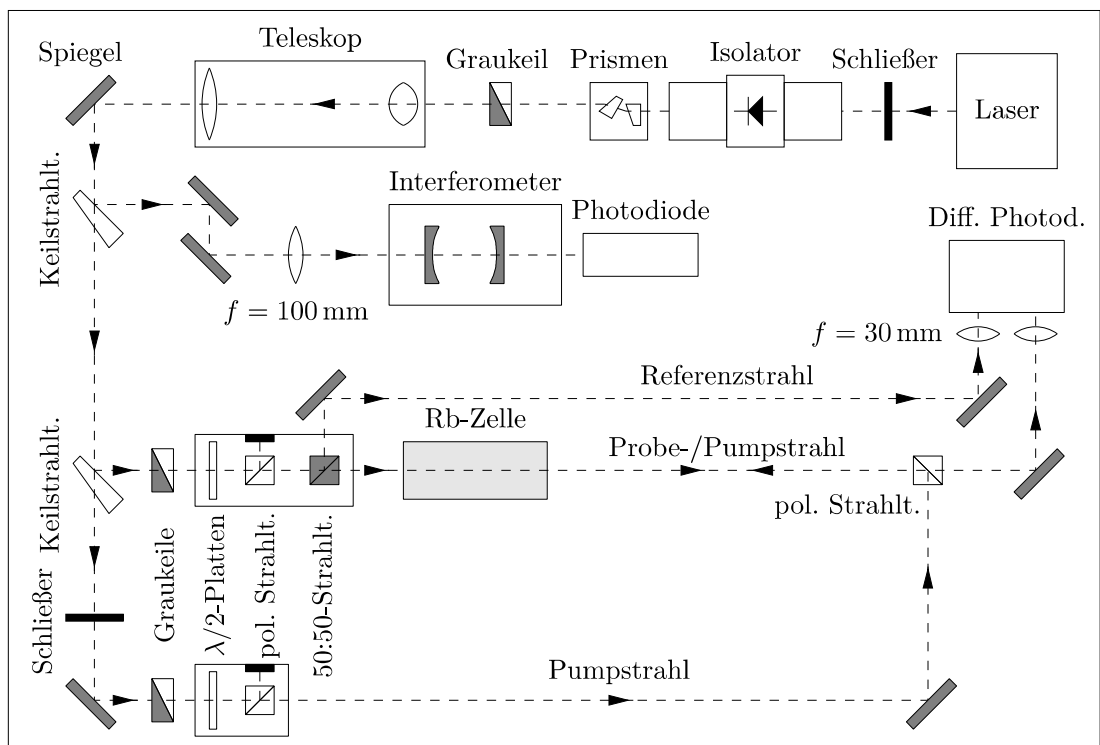 Spiegel
Teleskop
Graukeil
Prismen
Isolator
Schließer
Laser
Keilstrahlt.
Interferometer
Photodiode
Diff. Photod.
f = 100 mm
f = 30 mm
Referenzstrahl
Rb-Zelle
Probe-/Pumpstrahl
Keilstrahlt.
pol. Strahlt.
Schließer
Graukeile
λ/2-Platten
pol. Strahlt.
50:50-Strahlt.
Pumpstrahl